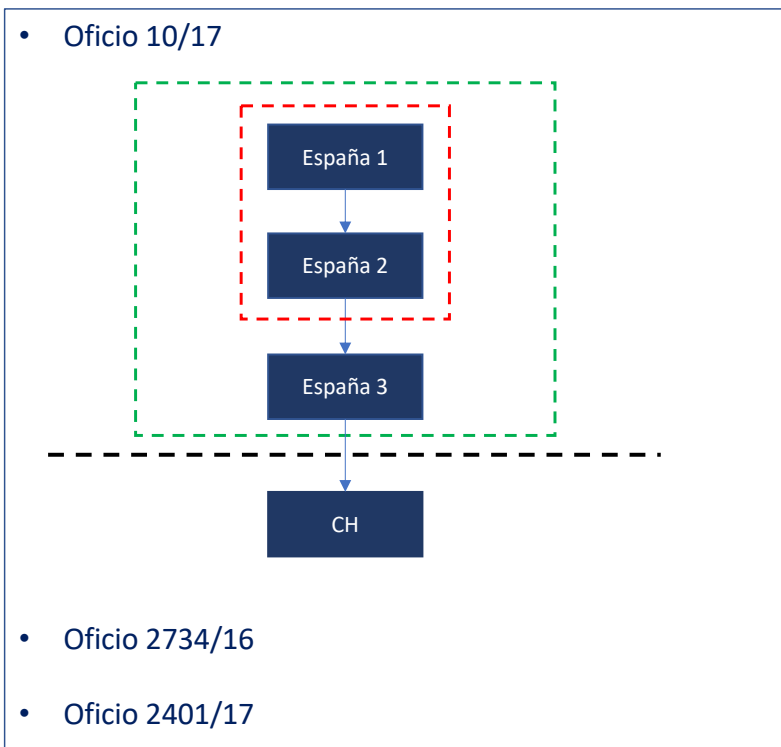 • Oficio 10/17
España 1
España 2
España 3
CH
• Oficio 2734/16
• Oficio 2401/17